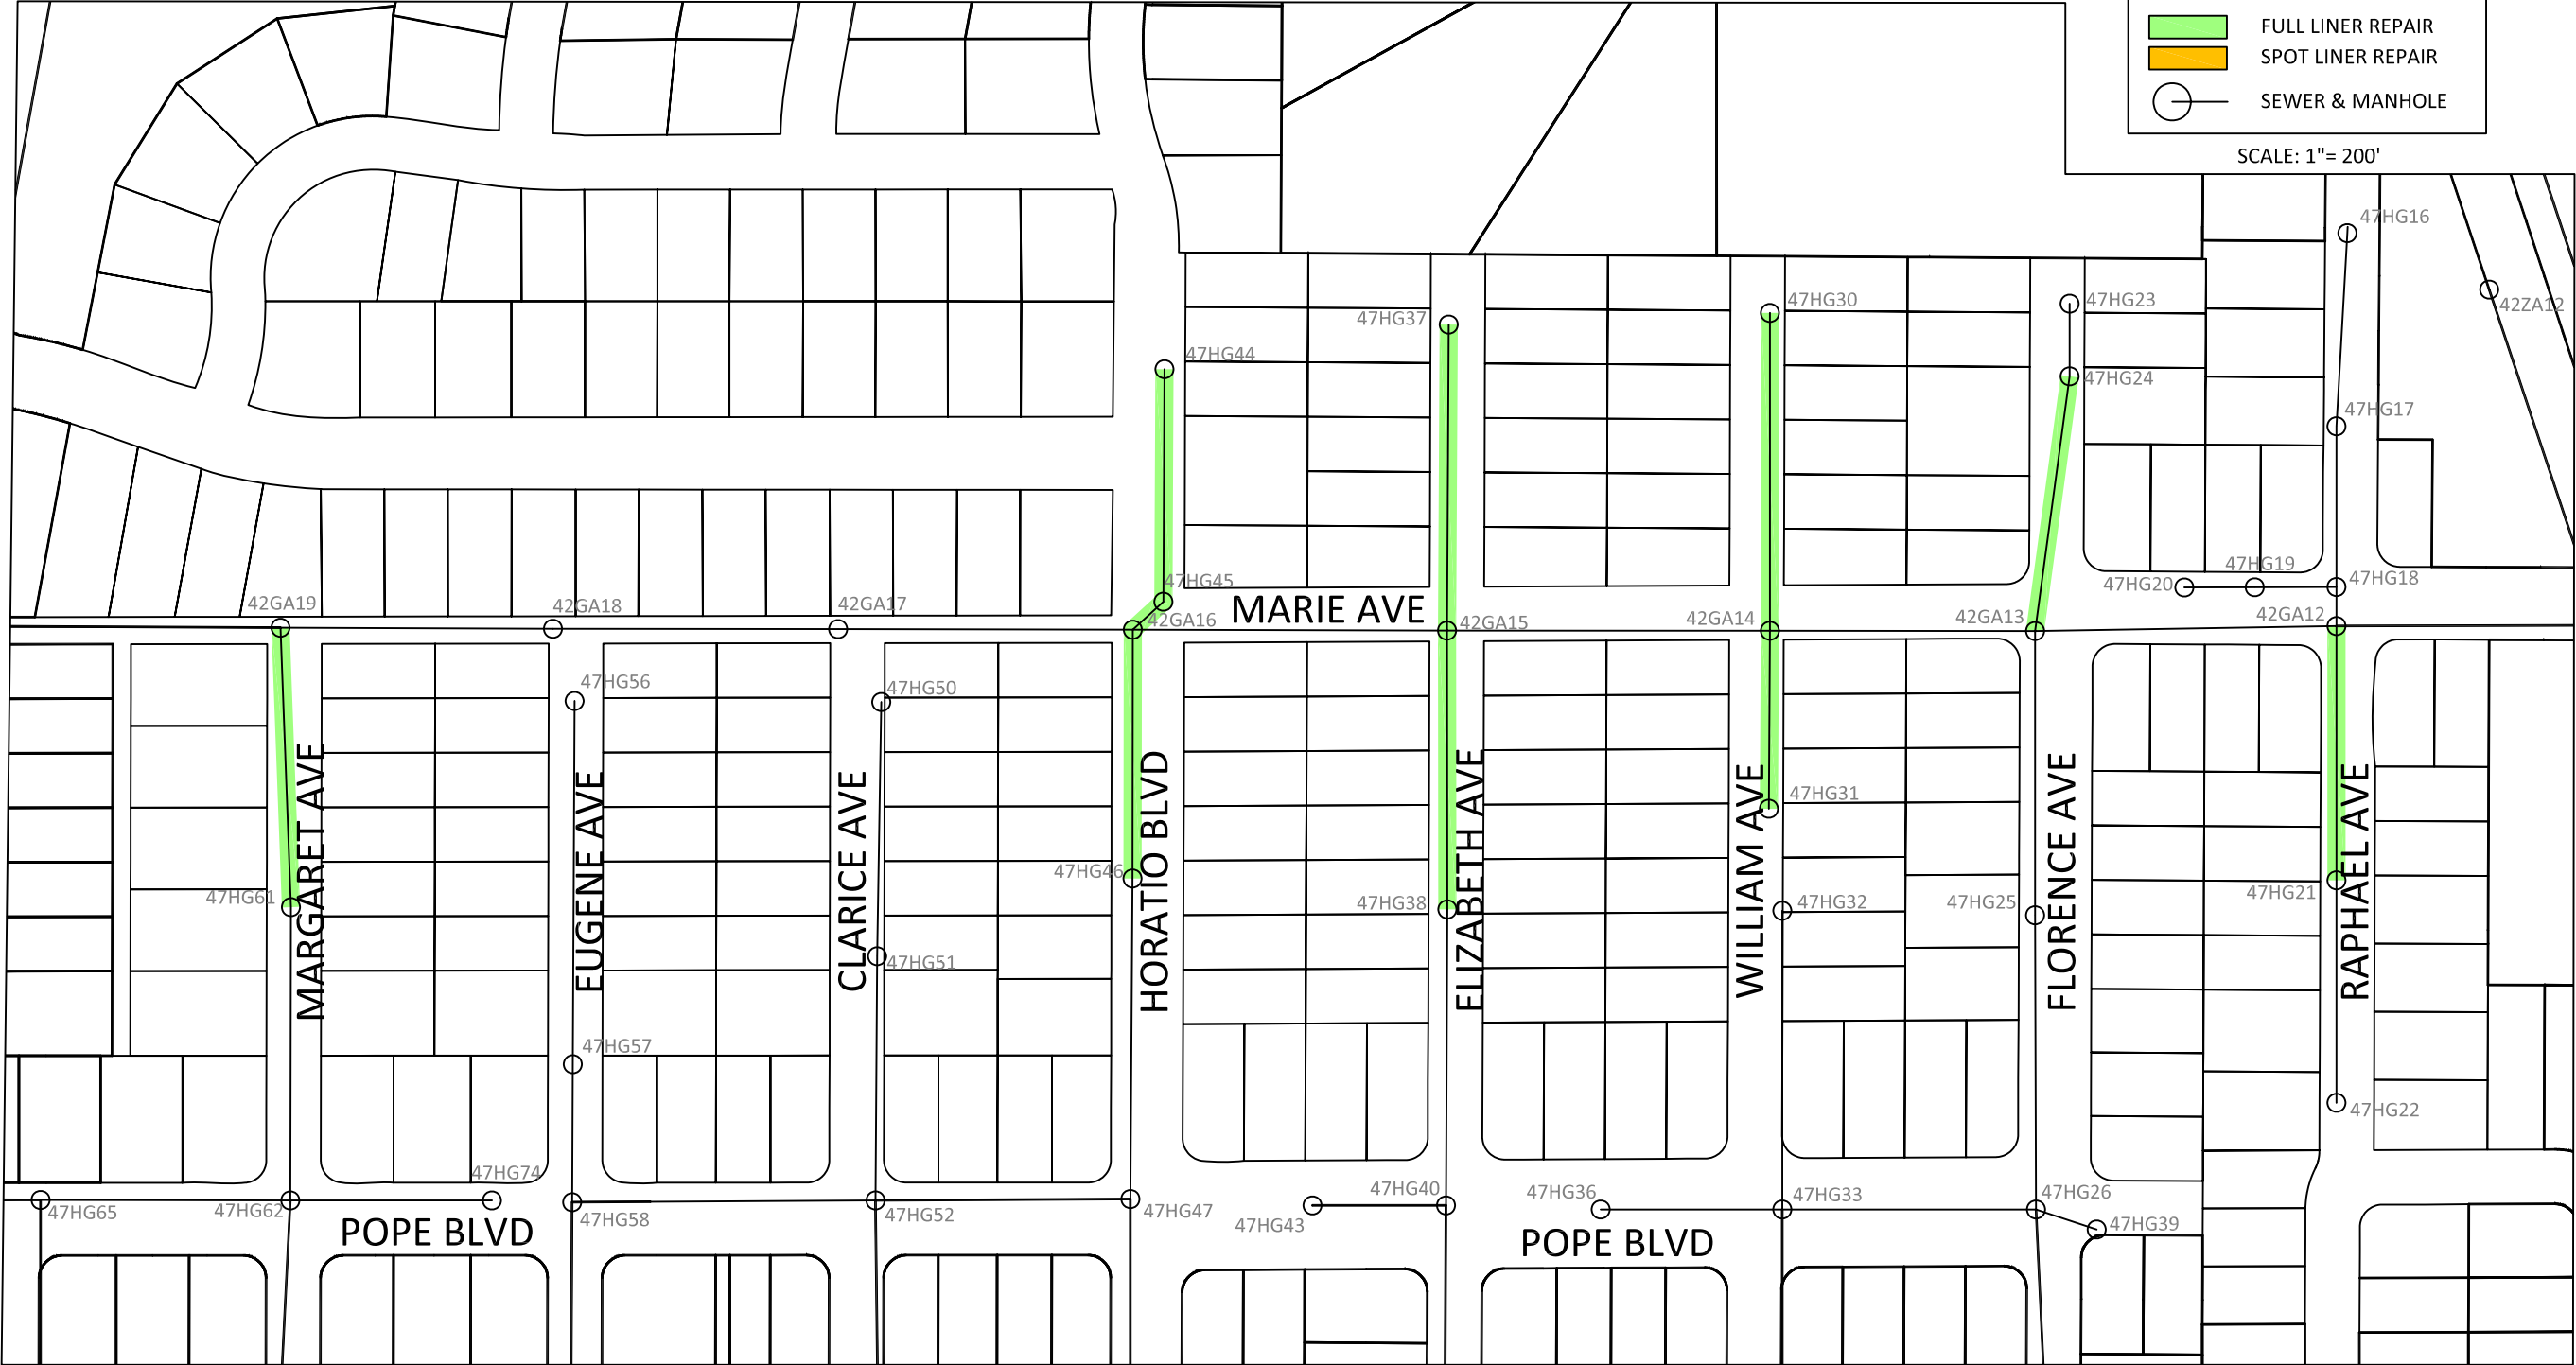 FULL LINER REPAIR
SPOT LINER REPAIR
SEWER & MANHOLE
SCALE: 1"= 200'
47HG16
42ZA12
47HG30
47HG23
47HG37
47HG44
47HG24
47HG17
47HG19
47HG45
47HG20
47HG18
42GA19
42GA18
42GA17
42GA16
MARIE AVE
42GA15
42GA14
42GA13
42GA12
47HG56
47HG50
47HG31
47HG61
MARGARET AVE
EUGENE AVE
CLARICE AVE
47HG46
HORATIO BLVD
47HG38
ELIZABETH AVE
WILLIAM AVE
47HG32
47HG25
FLORENCE AVE
47HG21
RAPHAEL AVE
47HG51
47HG57
47HG22
47HG74
47HG65
47HG62
POPE BLVD
47HG58
47HG52
47HG47
47HG43
47HG40
47HG36
POPE BLVD
47HG33
47HG26
47HG39